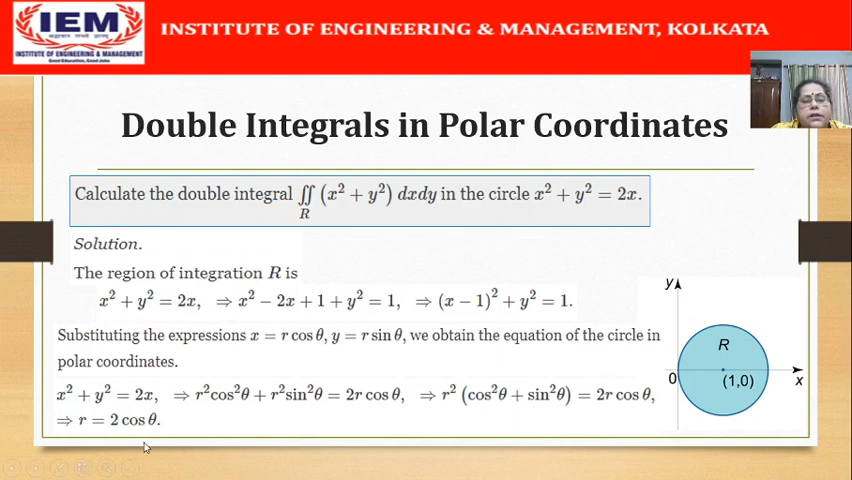 IEM
INSTITUTE OF ENGINEERING & MANAGEMENT
Good Education, Good Jobs
INSTITUTE OF ENGINEERING & MANAGEMENT, KOLKATA
Double Integrals in Polar Coordinates
Calculate the double integral ∬ (x² + y²) dxdy in the circle x² + y² = 2x.
R
Solution.
The region of integration R is
x² + y² = 2x, ⇒ x² − 2x + 1 + y² = 1, ⇒ (x − 1)² + y² = 1.
Substituting the expressions x = r cos θ, y = r sin θ, we obtain the equation of the circle in
polar coordinates.
x² + y² = 2x, ⇒ r²cos²θ + r²sin²θ = 2r cos θ, ⇒ r² (cos²θ + sin²θ) = 2r cos θ,
⇒ r = 2 cos θ.
y
R
0
(1,0)
x